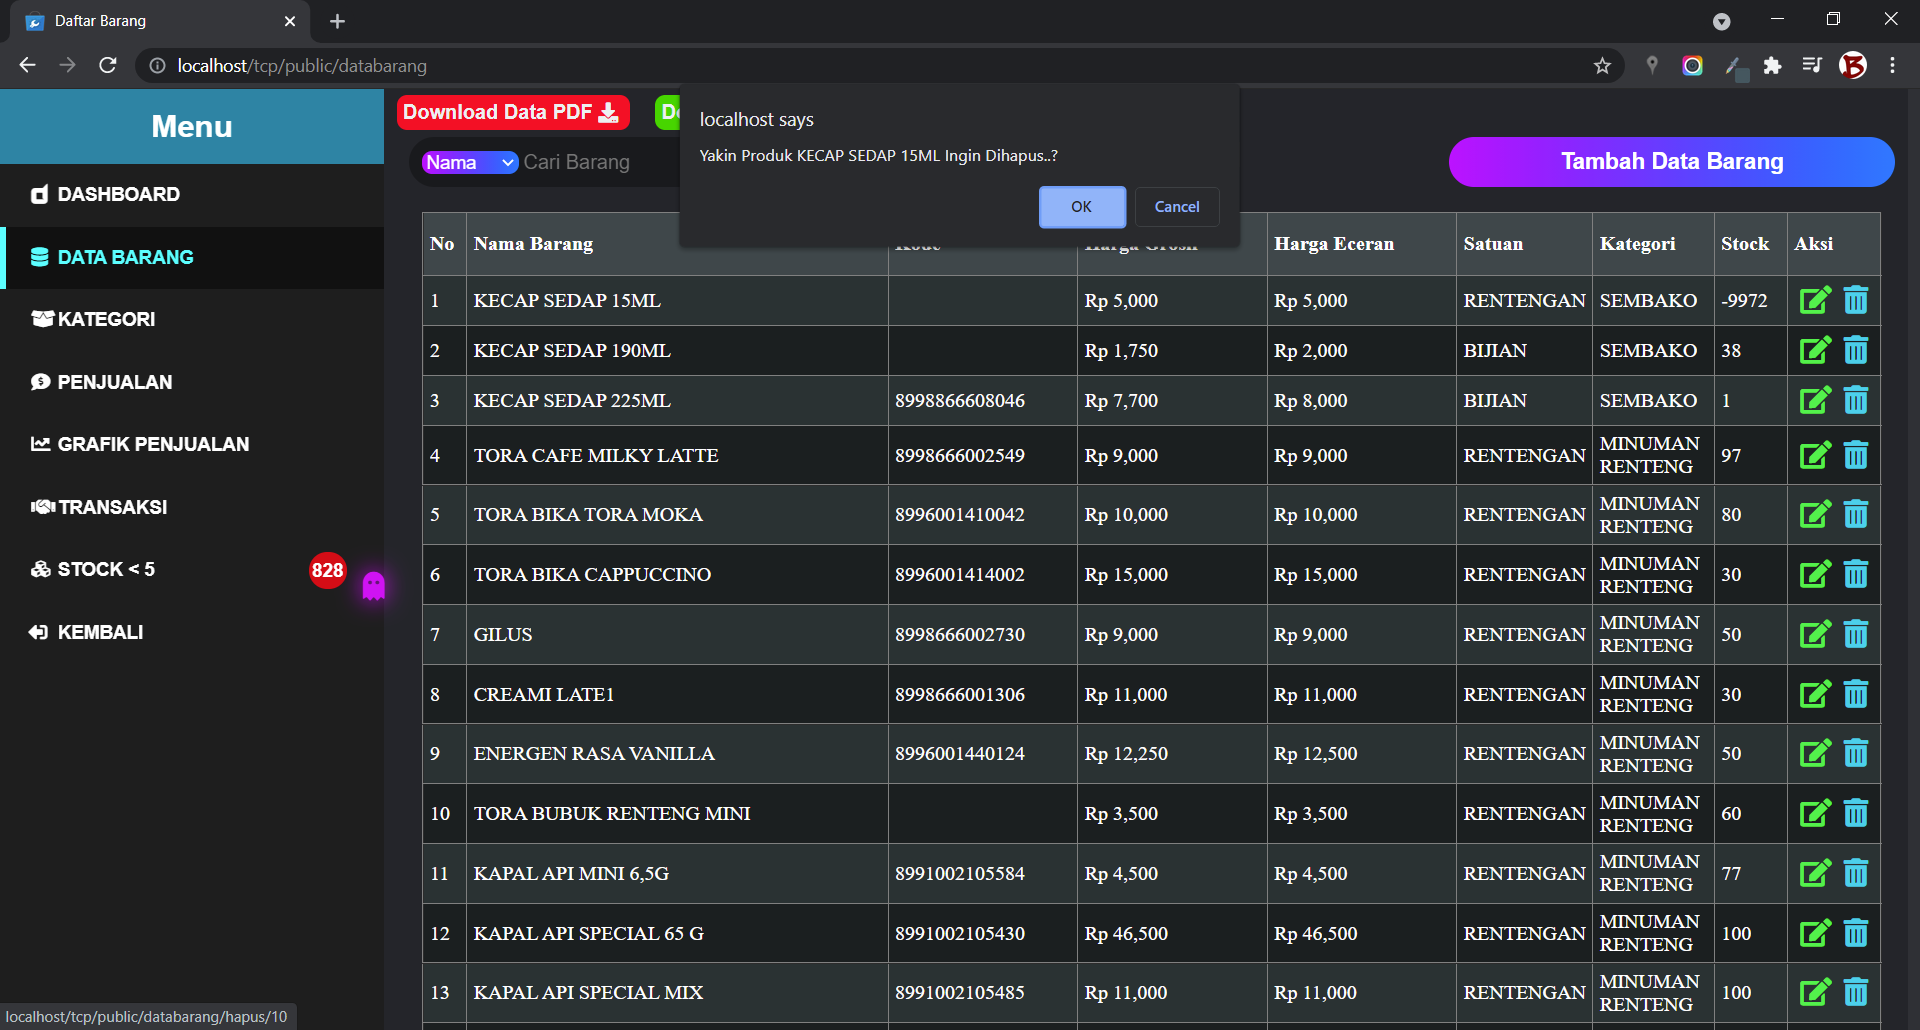 Daftar Barang
localhost/tcp/public/databarang
Menu
DASHBOARD
DATA BARANG
KATEGORI
PENJUALAN
GRAFIK PENJUALAN
TRANSAKSI
STOCK < 5 828
KEMBALI
Download Data PDF
Nama Cari Barang
Tambah Data Barang
localhost says
Yakin Produk KECAP SEDAP 15ML Ingin Dihapus..?
OK Cancel
No Nama Barang Kode Harga Grosir Harga Eceran Satuan Kategori Stock Aksi
1 KECAP SEDAP 15ML Rp 5,000 Rp 5,000 RENTENGAN SEMBAKO -9972
2 KECAP SEDAP 190ML Rp 1,750 Rp 2,000 BIJIAN SEMBAKO 38
3 KECAP SEDAP 225ML 8998866608046 Rp 7,700 Rp 8,000 BIJIAN SEMBAKO 1
4 TORA CAFE MILKY LATTE 8998666002549 Rp 9,000 Rp 9,000 RENTENGAN MINUMAN RENTENG 97
5 TORA BIKA TORA MOKA 8996001410042 Rp 10,000 Rp 10,000 RENTENGAN MINUMAN RENTENG 80
6 TORA BIKA CAPPUCCINO 8996001414002 Rp 15,000 Rp 15,000 RENTENGAN MINUMAN RENTENG 30
7 GILUS 8998666002730 Rp 9,000 Rp 9,000 RENTENGAN MINUMAN RENTENG 50
8 CREAMI LATE1 8998666001306 Rp 11,000 Rp 11,000 RENTENGAN MINUMAN RENTENG 30
9 ENERGEN RASA VANILLA 8996001440124 Rp 12,250 Rp 12,500 RENTENGAN MINUMAN RENTENG 50
10 TORA BUBUK RENTENG MINI Rp 3,500 Rp 3,500 RENTENGAN MINUMAN RENTENG 60
11 KAPAL API MINI 6,5G 8991002105584 Rp 4,500 Rp 4,500 RENTENGAN MINUMAN RENTENG 77
12 KAPAL API SPECIAL 65 G 8991002105430 Rp 46,500 Rp 46,500 RENTENGAN MINUMAN RENTENG 100
13 KAPAL API SPECIAL MIX 8991002105485 Rp 11,000 Rp 11,000 RENTENGAN MINUMAN RENTENG 100
localhost/tcp/public/databarang/hapus/10